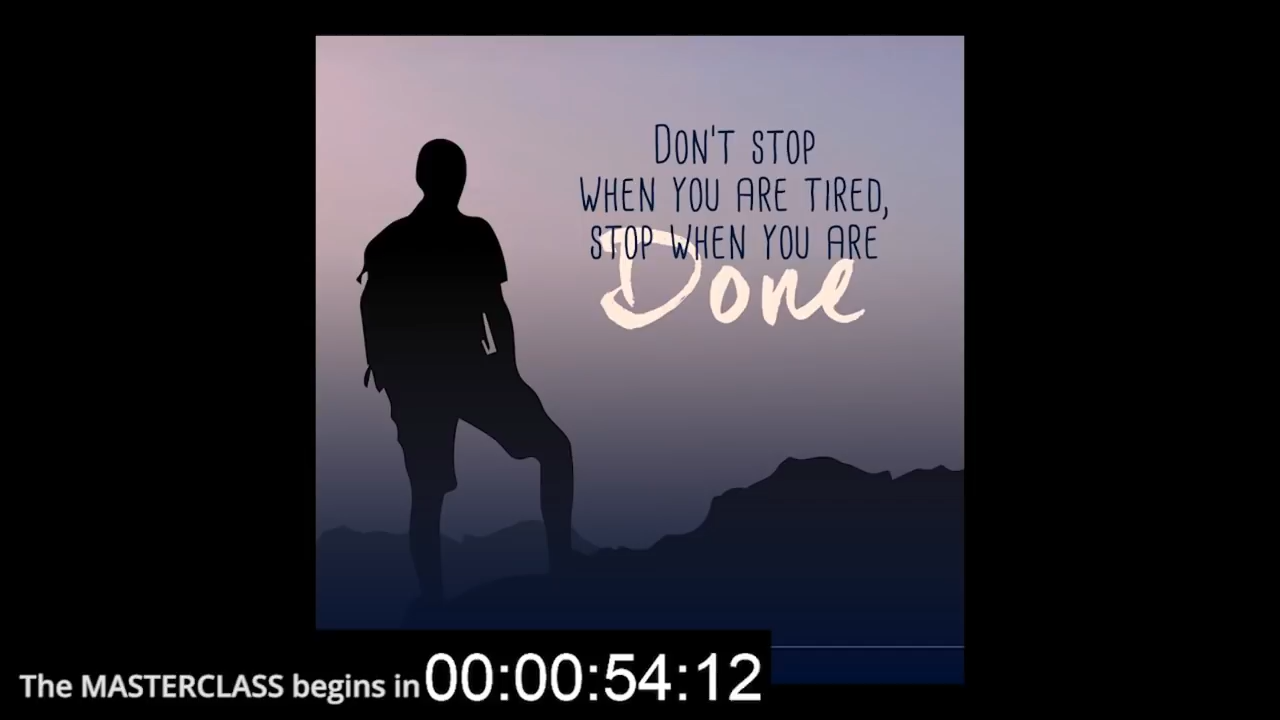 DON'T STOP
WHEN YOU ARE TIRED,
STOP WHEN YOU ARE
Done
The MASTERCLASS begins in 00:00:54:12